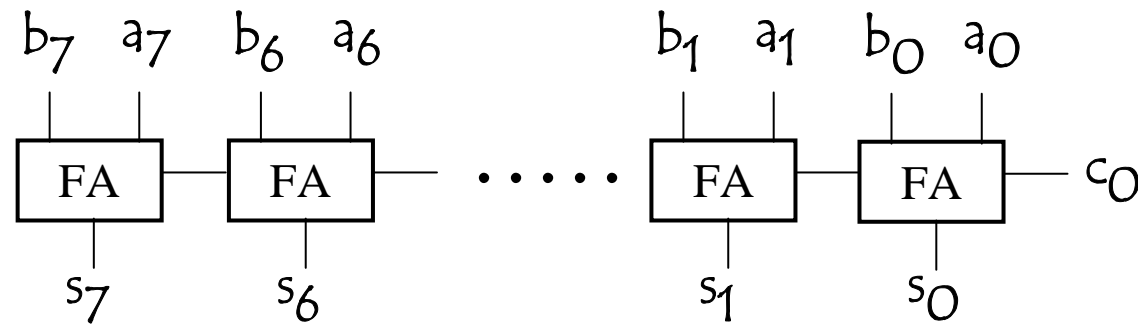 b7 a7 b6 a6 b1 a1 b0 a0
FA FA ..... FA FA c0
s7 s6 s1 s0